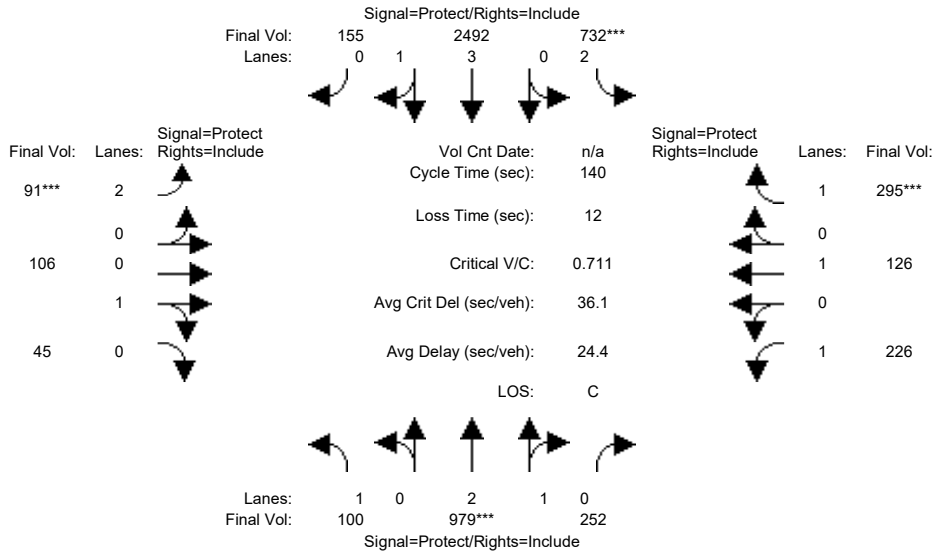 Signal=Protect/Rights=Include
Final Vol: 155 2492 732***
Lanes: 0 1 3 0 2
Signal=Protect Signal=Protect
Final Vol: Lanes: Rights=Include Vol Cnt Date: n/a Rights=Include Lanes: Final Vol:
Cycle Time (sec): 140
91*** 2 1 295***
Loss Time (sec): 12
0 0
106 0 Critical V/C: 0.711 1 126
1 Avg Crit Del (sec/veh): 36.1 0
45 0 Avg Delay (sec/veh): 24.4 1 226
LOS: C
Lanes: 1 0 2 1 0
Final Vol: 100 979*** 252
Signal=Protect/Rights=Include